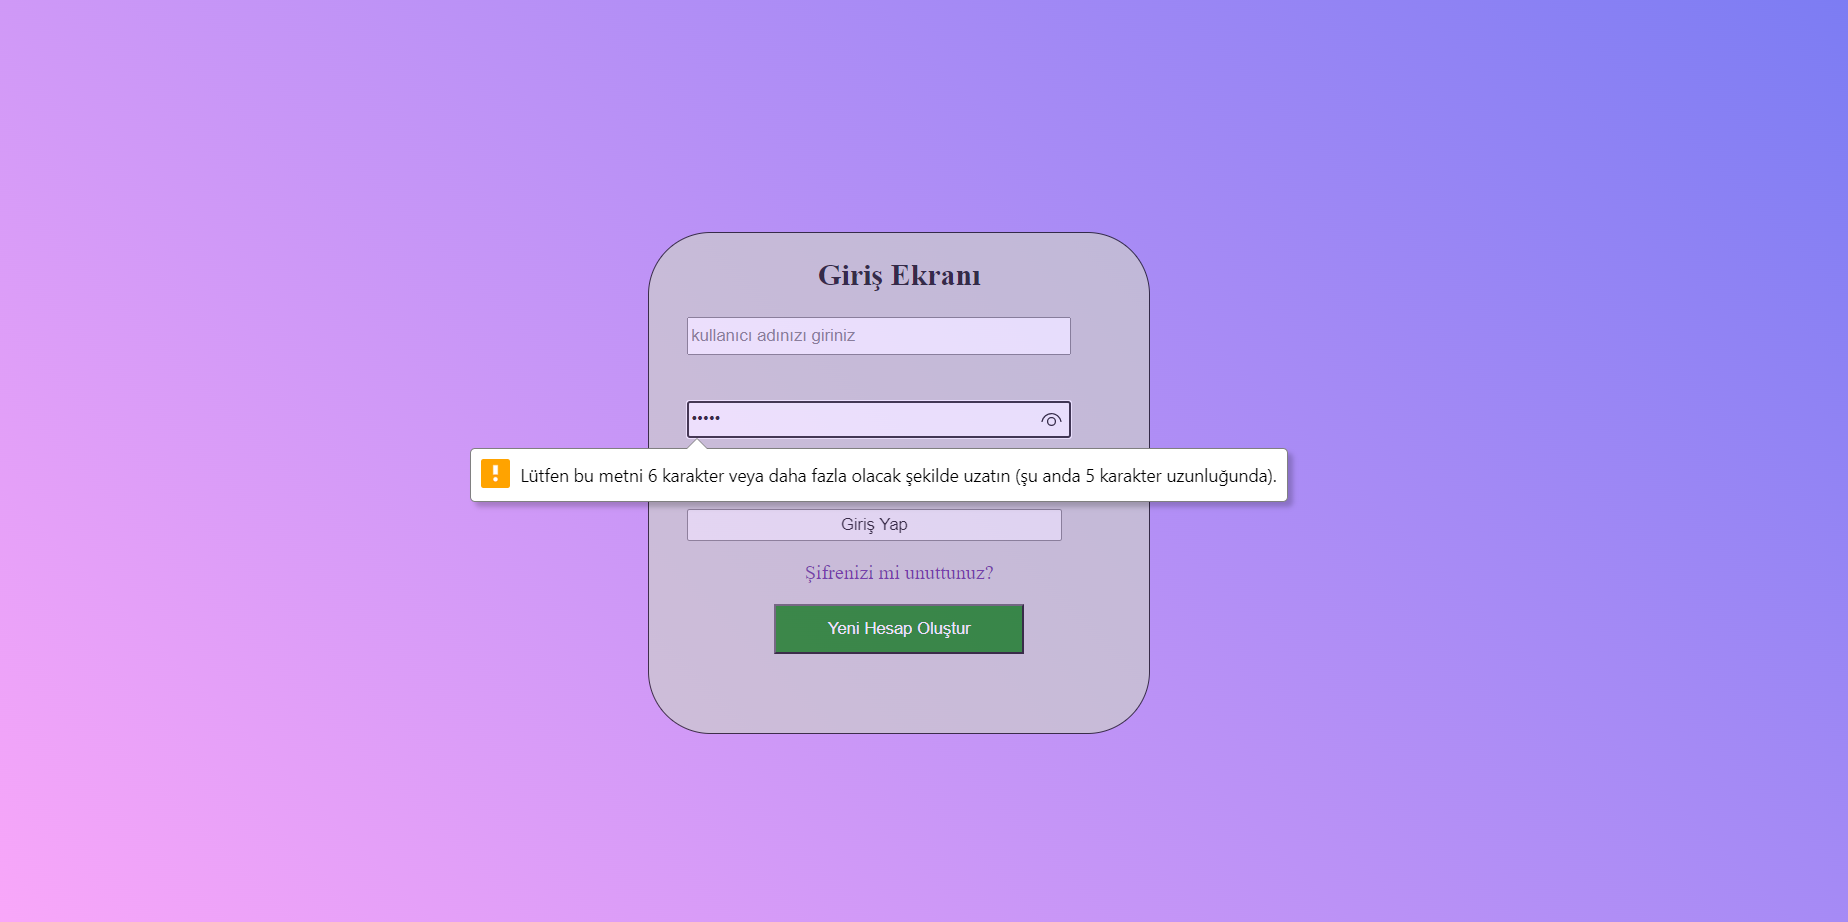 Giriş Ekranı
kullanıcı adınızı giriniz
•••••
Lütfen bu metni 6 karakter veya daha fazla olacak şekilde uzatın (şu anda 5 karakter uzunluğunda).
Giriş Yap
Şifrenizi mi unuttunuz?
Yeni Hesap Oluştur